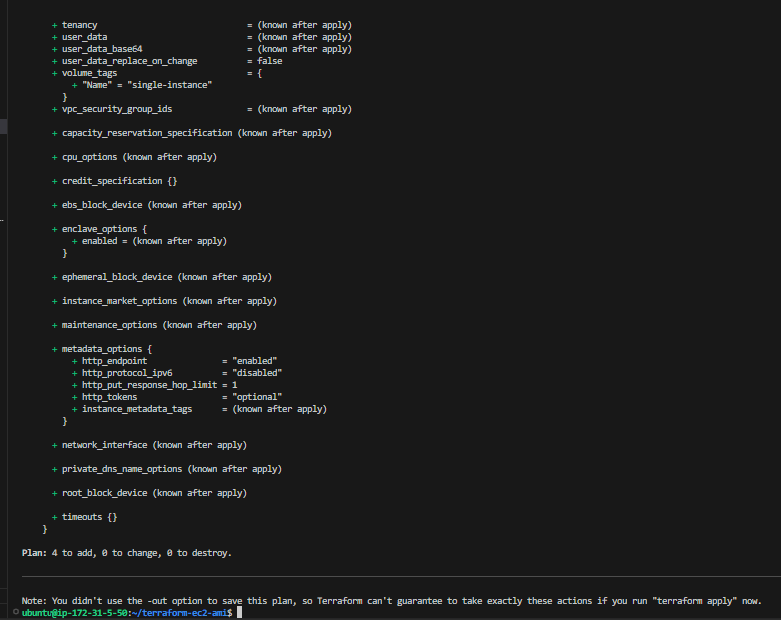 + tenancy = (known after apply)
+ user_data = (known after apply)
+ user_data_base64 = (known after apply)
+ user_data_replace_on_change = false
+ volume_tags = {
+ "Name" = "single-instance"
}
+ vpc_security_group_ids = (known after apply)
+ capacity_reservation_specification (known after apply)
+ cpu_options (known after apply)
+ credit_specification {}
+ ebs_block_device (known after apply)
+ enclave_options {
+ enabled = (known after apply)
}
+ ephemeral_block_device (known after apply)
+ instance_market_options (known after apply)
+ maintenance_options (known after apply)
+ metadata_options {
+ http_endpoint = "enabled"
+ http_protocol_ipv6 = "disabled"
+ http_put_response_hop_limit = 1
+ http_tokens = "optional"
+ instance_metadata_tags = (known after apply)
}
+ network_interface (known after apply)
+ private_dns_name_options (known after apply)
+ root_block_device (known after apply)
+ timeouts {}
}
Plan: 4 to add, 0 to change, 0 to destroy.
Note: You didn't use the -out option to save this plan, so Terraform can't guarantee to take exactly these actions if you run "terraform apply" now.
ubuntu@ip-172-31-5-50:~/terraform-ec2-ami$